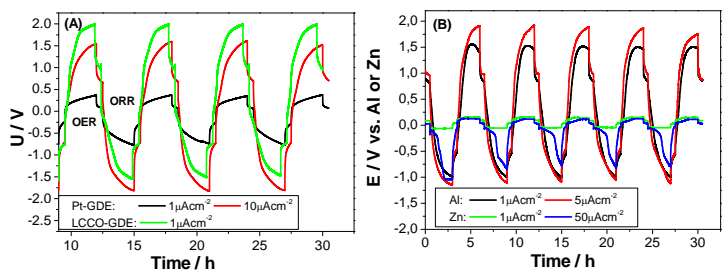 (A)
U / V
2.0
1.5
1.0
0.5
0.0
-0.5
-1.0
-1.5
-2.0
-2.5
OER
ORR
Pt-GDE: 1µAcm-2 10µAcm-2
LCCO-GDE: 1µAcm-2
10 15 20 25 30
Time / h
(B)
E / V vs. Al or Zn
2,0
1,5
1,0
0,5
0,0
-0,5
-1,0
-1,5
-2,0
Al: 1µAcm-2 5µAcm-2
Zn: 1µAcm-2 50µAcm-2
0 5 10 15 20 25 30
Time / h